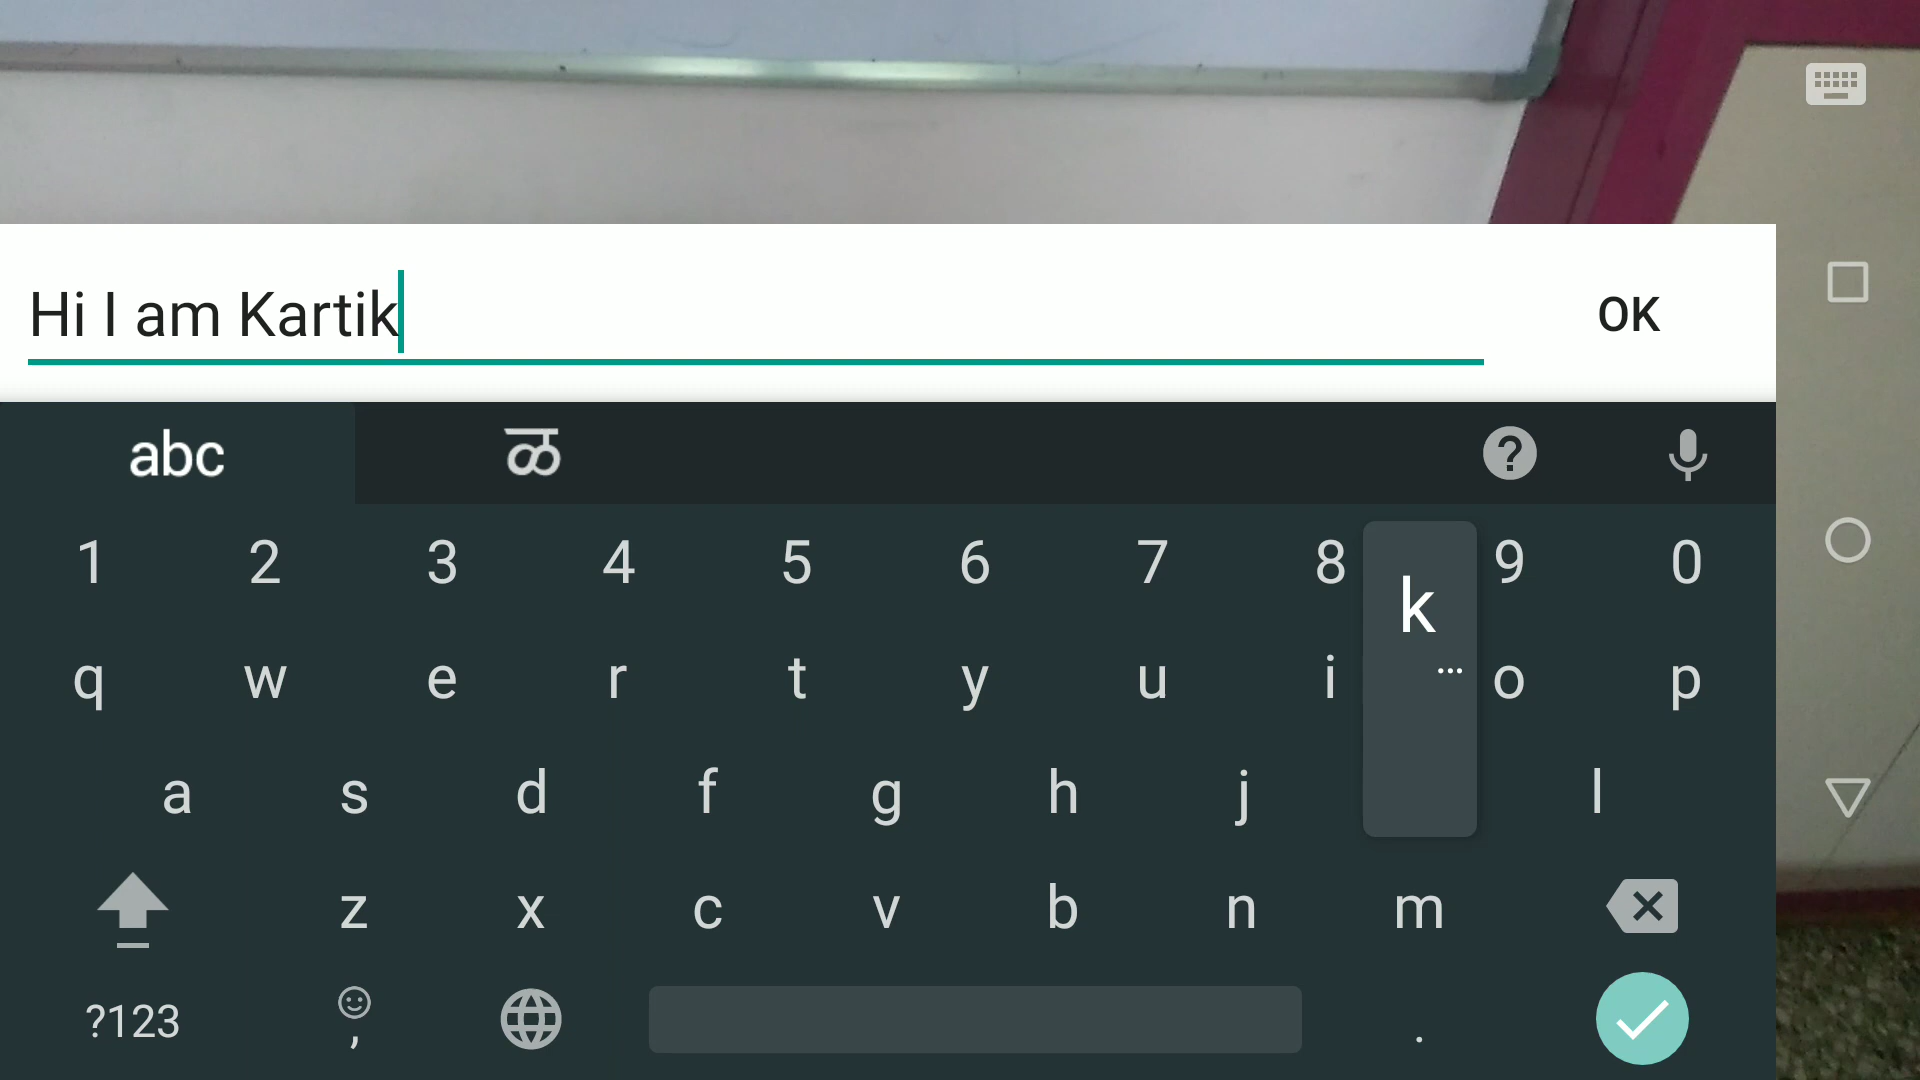 Hi I am Kartik
OK
abc ळ ?
1 2 3 4 5 6 7 8 9 0
k
q w e r t y u i o p
a s d f g h j l
z x c v b n m
?123 , .